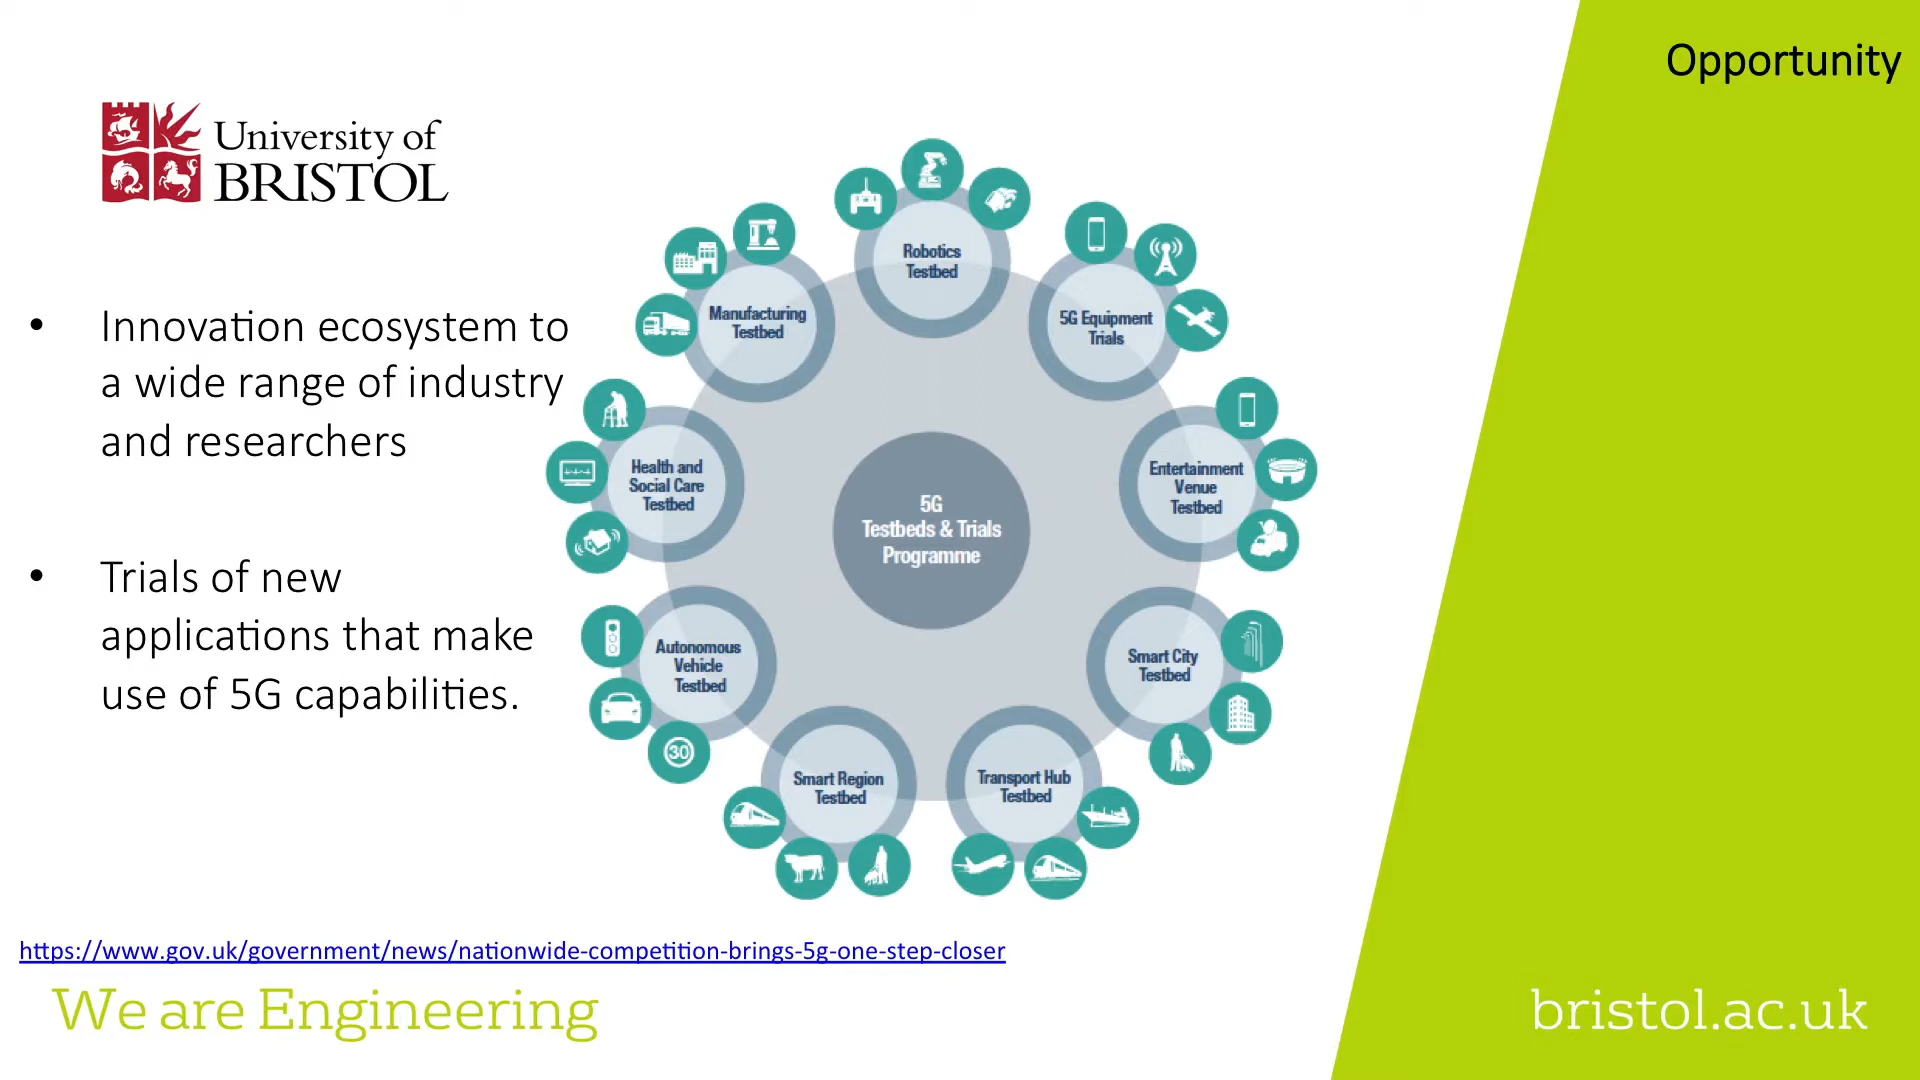 Opportunity
University of
BRISTOL
• Innovation ecosystem to
a wide range of industry
and researchers
• Trials of new
applications that make
use of 5G capabilities.
Robotics
Testbed
5G Equipment
Trials
Entertainment
Venue
Testbed
Smart City
Testbed
Transport Hub
Testbed
Smart Region
Testbed
30
Autonomous
Vehicle
Testbed
Health and
Social Care
Testbed
Manufacturing
Testbed
5G
Testbeds & Trials
Programme
https://www.gov.uk/government/news/nationwide-competition-brings-5g-one-step-closer
We are Engineering
bristol.ac.uk